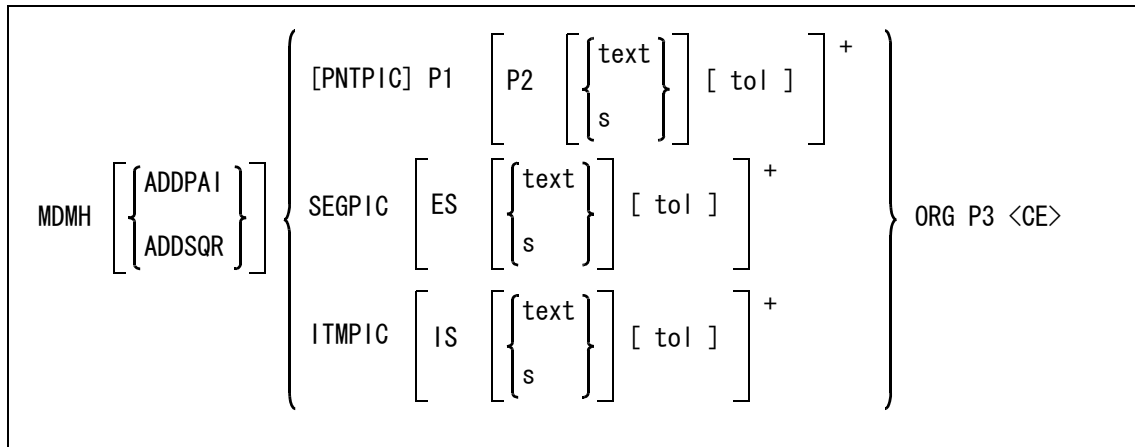 text
[PNTPIC] P1 P2 [ tol ] +
s
ADDPAI
text
MDMH SEGPIC ES [ tol ] + ORG P3 <CE>
ADDSQR
s
text
ITMPIC IS [ tol ] +
s